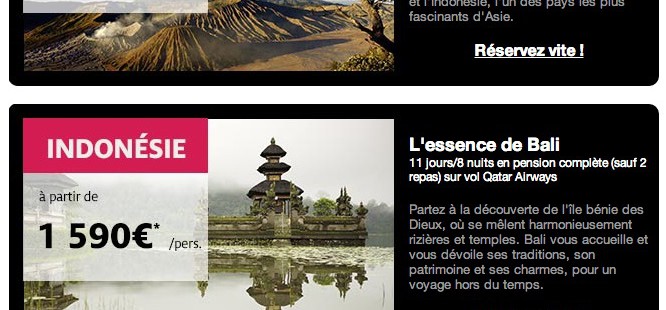 et l'Indonésie, l'un des pays les plus
fascinants d'Asie.
Réservez vite !
INDONÉSIE
à partir de
1 590€* /pers.
L'essence de Bali
11 jours/8 nuits en pension complète (sauf 2
repas) sur vol Qatar Airways
Partez à la découverte de l'île bénie des
Dieux, où se mêlent harmonieusement
rizières et temples. Bali vous accueille et
vous dévoile ses traditions, son
patrimoine et ses charmes, pour un
voyage hors du temps.